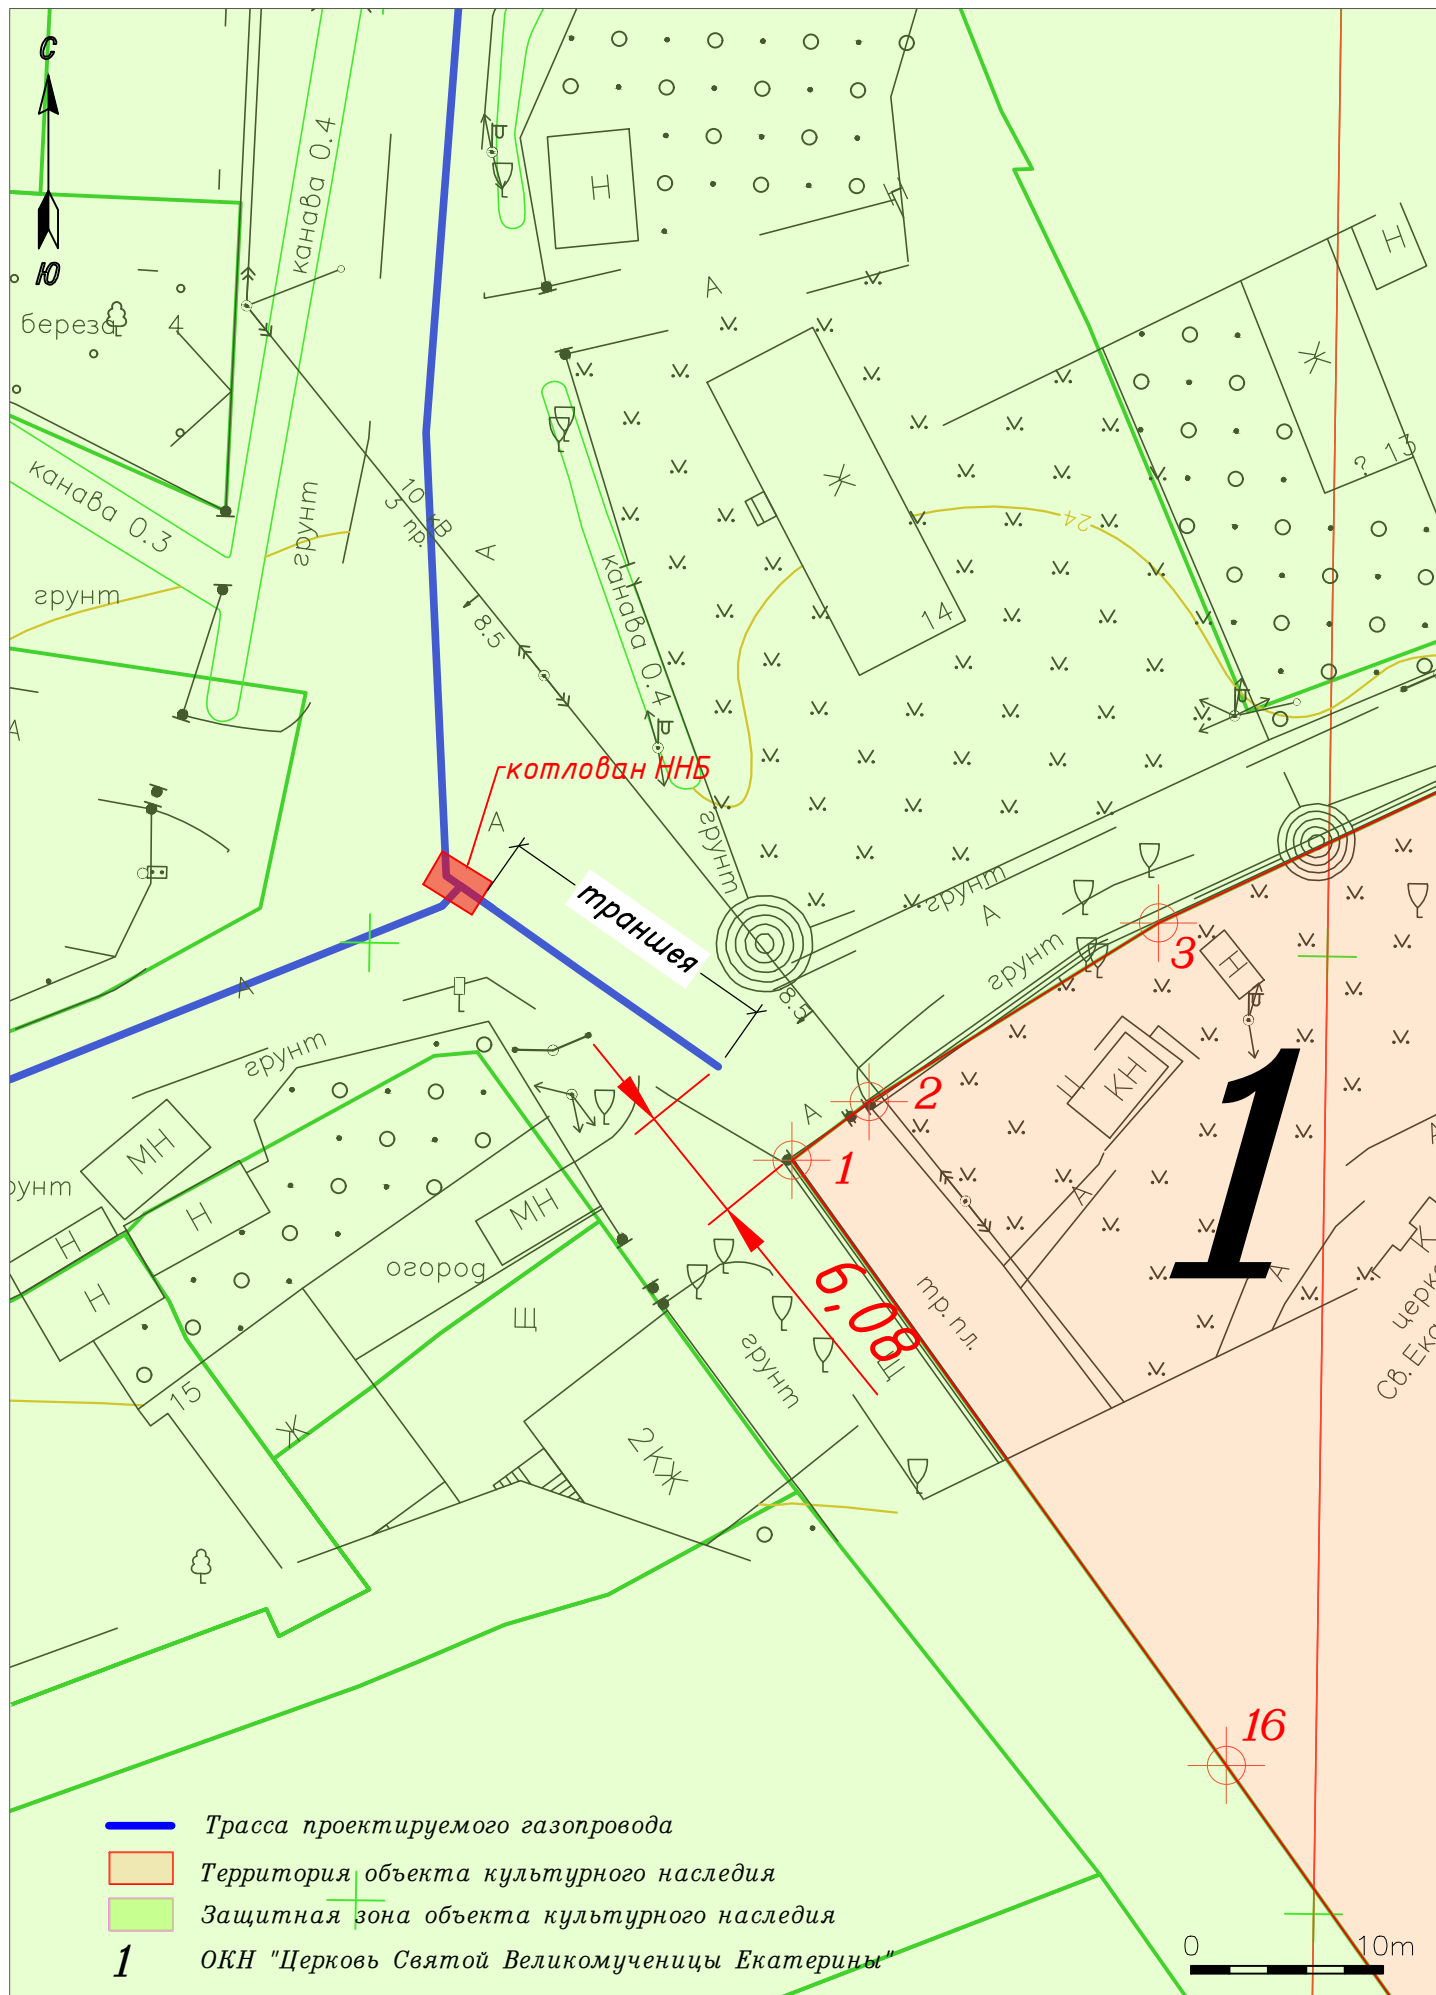 С
Ю
канава 0.4
Н
А
Н
береза
4
Ж
? 13
Ж
канава 0.3
грунт
10 кВ
3 пр.
А
24
грунт
8.5
канава 0.4
14
А
котлован ННБ
А
грунт
траншея
грунт
А
грунт
3
Н
А
8.5
2
КН
Ц
1
грунт
А
1
МН
Н
Н
Н
МН
огород
А
А
А
6,08
тр. пл.
К
Щ
Щ
грунт
15
Ж
2КЖ
16
Трасса проектируемого газопровода
Территория объекта культурного наследия
Защитная зона объекта культурного наследия
1
ОКН "Церковь Святой Великомученицы Екатерины"
0
10m